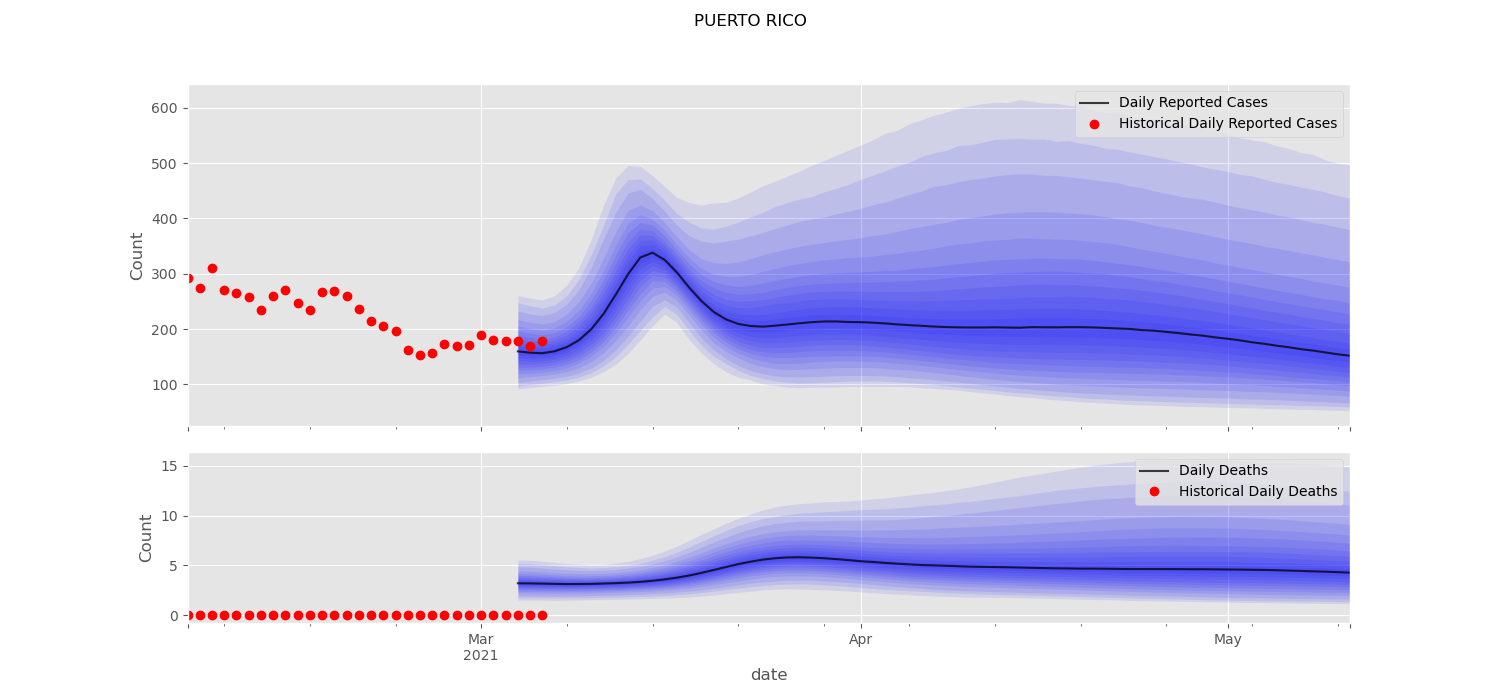 PUERTO RICO
600
500
400
300
200
100
Count
Daily Reported Cases
Historical Daily Reported Cases
15
10
5
0
Count
Daily Deaths
Historical Daily Deaths
Mar
2021
Apr
May
date